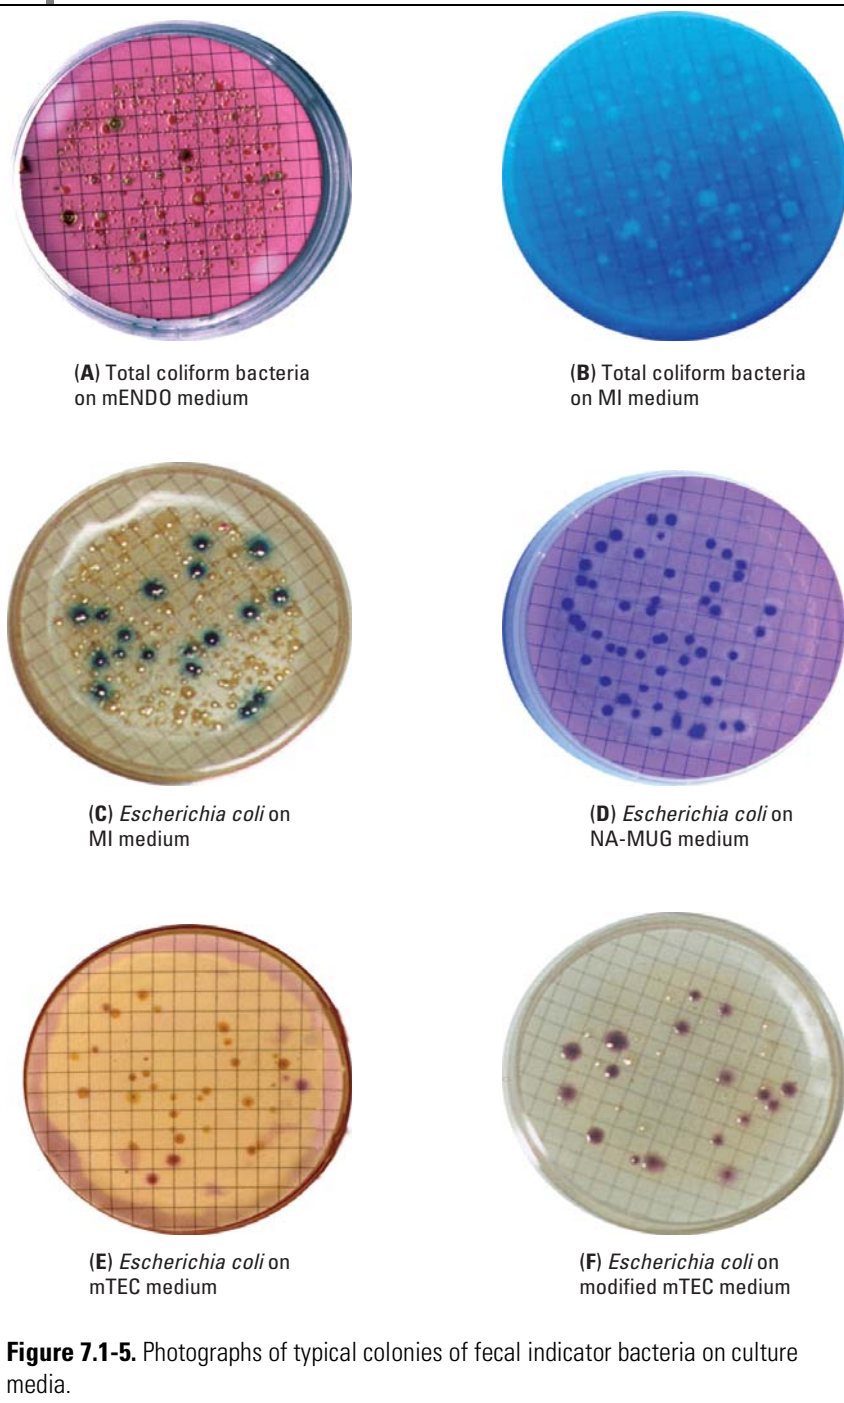 (A) Total coliform bacteria
on mENDO medium
(B) Total coliform bacteria
on MI medium
(C) Escherichia coli on
MI medium
(D) Escherichia coli on
NA-MUG medium
(E) Escherichia coli on
mTEC medium
(F) Escherichia coli on
modified mTEC medium
Figure 7.1-5. Photographs of typical colonies of fecal indicator bacteria on culture
media.